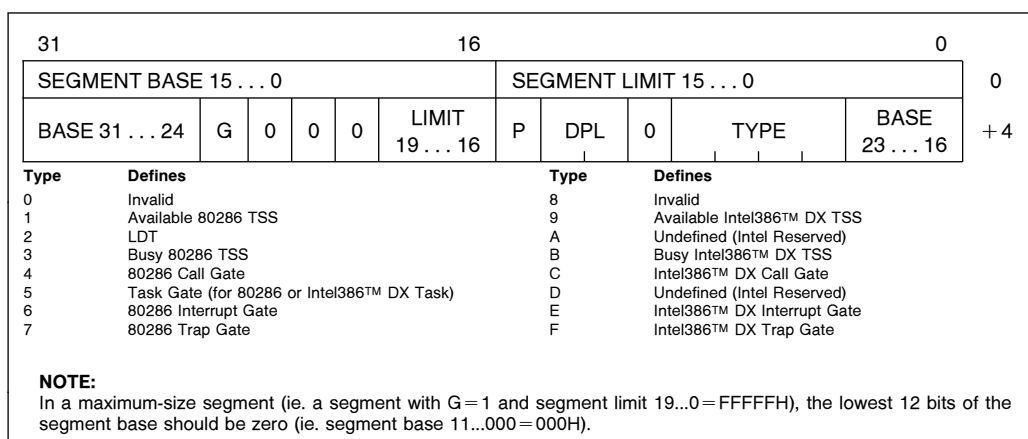 31 16 0
SEGMENT BASE 15 . . . 0 SEGMENT LIMIT 15 . . . 0 0
BASE 31 . . . 24 G 0 0 0 LIMIT 19 . . . 16 P DPL 0 TYPE BASE 23 . . . 16 +4
Type Defines Type Defines
0 Invalid 8 Invalid
1 Available 80286 TSS 9 Available Intel386™ DX TSS
2 LDT A Undefined (Intel Reserved)
3 Busy 80286 TSS B Busy Intel386™ DX TSS
4 80286 Call Gate C Intel386™ DX Call Gate
5 Task Gate (for 80286 or Intel386™ DX Task) D Undefined (Intel Reserved)
6 80286 Interrupt Gate E Intel386™ DX Interrupt Gate
7 80286 Trap Gate F Intel386™ DX Trap Gate
NOTE:
In a maximum-size segment (ie. a segment with G=1 and segment limit 19...0=FFFFFH), the lowest 12 bits of the
segment base should be zero (ie. segment base 11...000=000H).